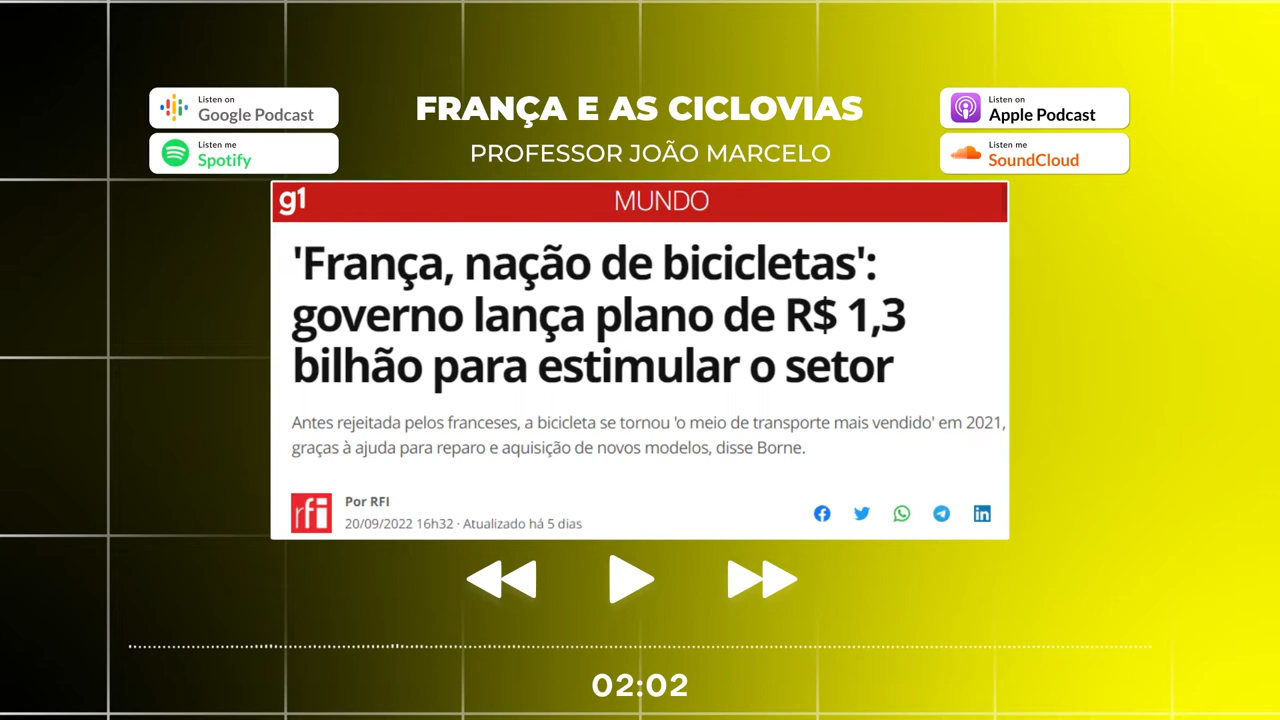 Listen on
Google Podcast
Listen me
Spotify
FRANÇA E AS CICLOVIAS
PROFESSOR JOÃO MARCELO
Listen on
Apple Podcast
Listen me
SoundCloud
g1
MUNDO
'França, nação de bicicletas':
governo lança plano de R$ 1,3
bilhão para estimular o setor
Antes rejeitada pelos franceses, a bicicleta se tornou 'o meio de transporte mais vendido' em 2021,
graças à ajuda para reparo e aquisição de novos modelos, disse Borne.
rfi
Por RFI
20/09/2022 16h32 · Atualizado há 5 dias
in
02:02